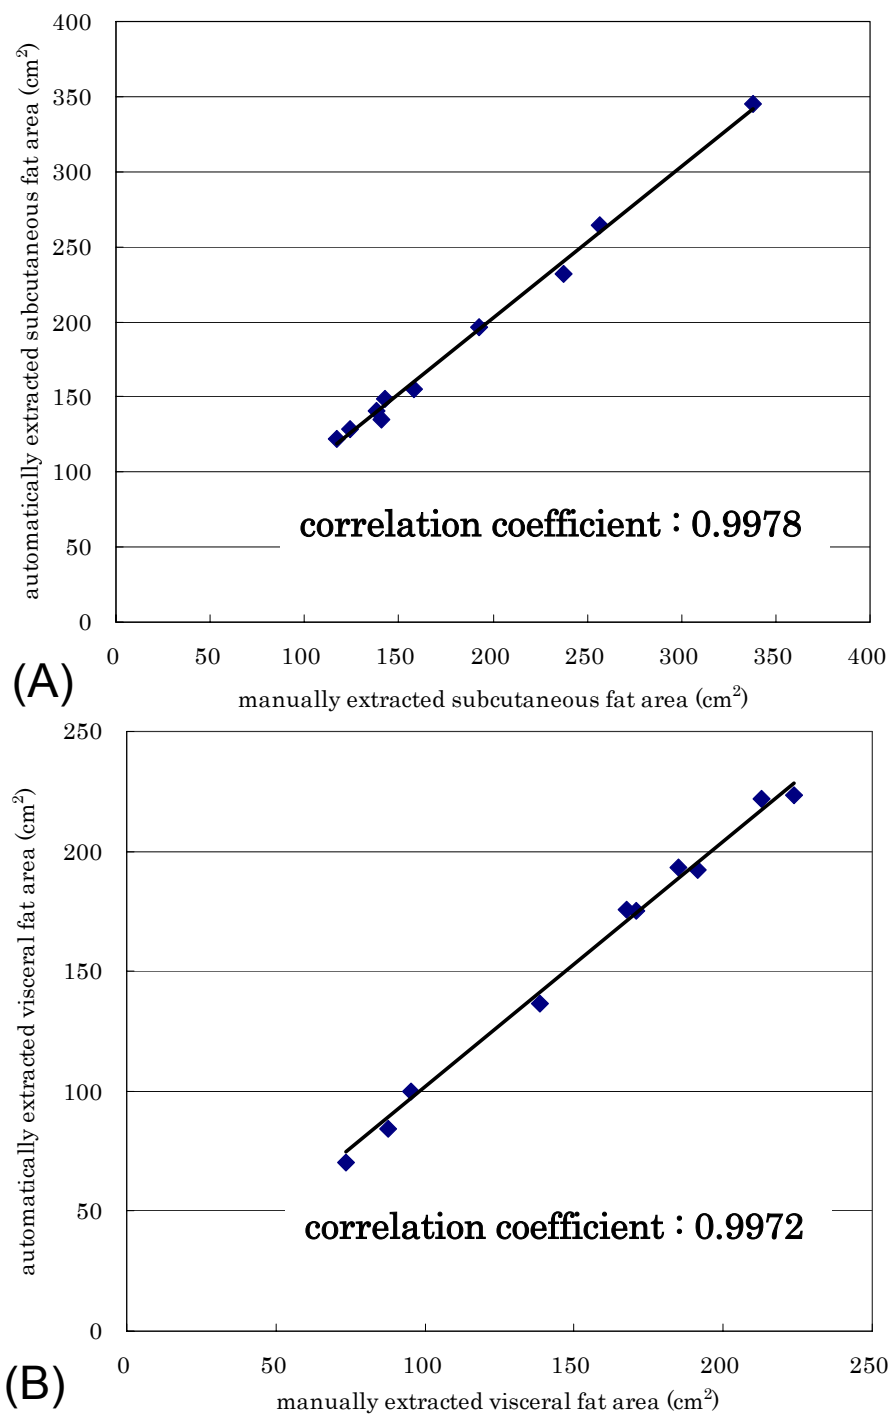 400
350
300
250
200
150
100
50
0
automatically extracted subcutaneous fat area (cm²)
correlation coefficient : 0.9978
0 50 100 150 200 250 300 350 400
manually extracted subcutaneous fat area (cm²)
(A)
250
200
150
100
50
0
automatically extracted visceral fat area (cm²)
correlation coefficient : 0.9972
0 50 100 150 200 250
manually extracted visceral fat area (cm²)
(B)